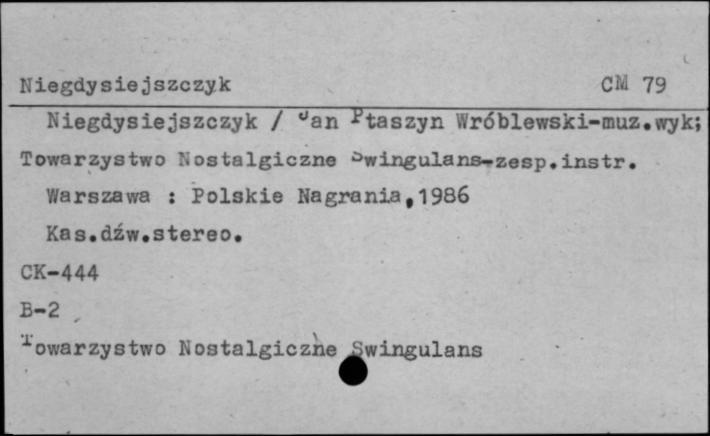 Niegdysiejszczyk CM 79
Niegdysiejszczyk / Jan Ptaszyn Wróblewski-muz.wyk;
Towarzystwo Nostalgiczne Swingulans-zesp.instr.
Warszawa : Polskie Nagrania,1986
Kas.dźw.stereo.
CK-444
B-2
Towarzystwo Nostalgiczne Swingulans